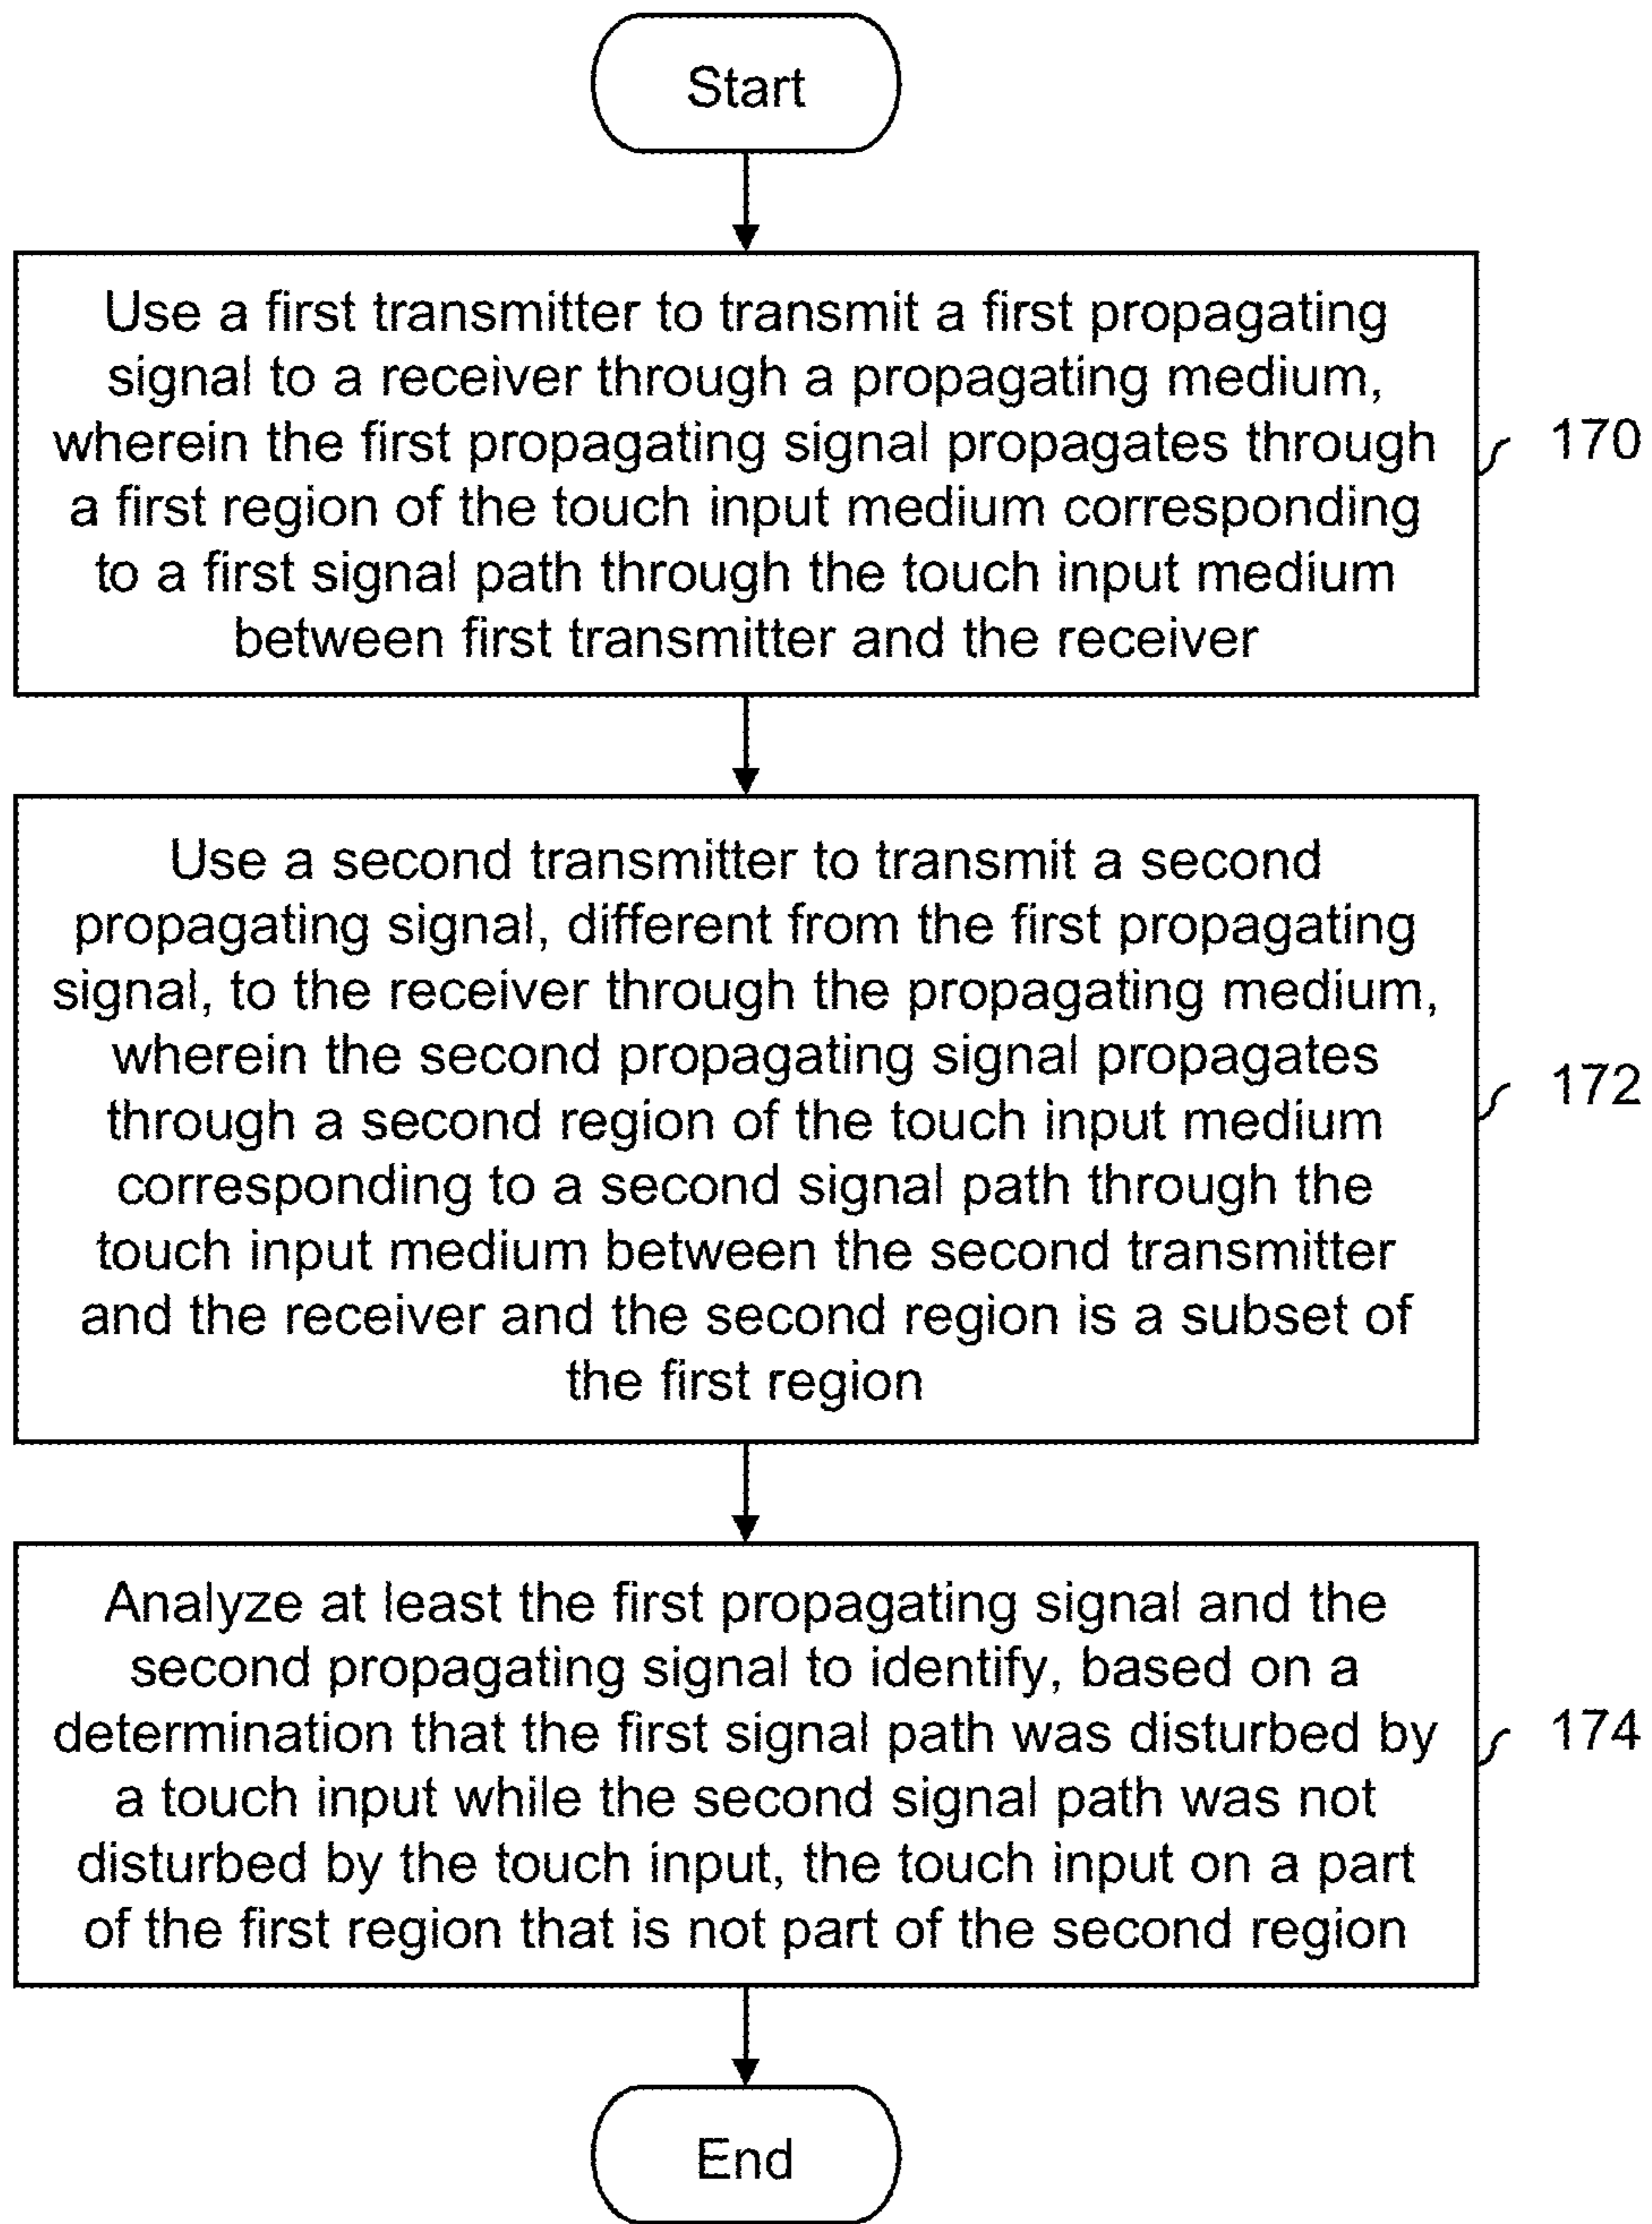 Start
Use a first transmitter to transmit a first propagating
signal to a receiver through a propagating medium,
wherein the first propagating signal propagates through
a first region of the touch input medium corresponding
to a first signal path through the touch input medium
between first transmitter and the receiver
170
Use a second transmitter to transmit a second
propagating signal, different from the first propagating
signal, to the receiver through the propagating medium,
wherein the second propagating signal propagates
through a second region of the touch input medium
corresponding to a second signal path through the
touch input medium between the second transmitter
and the receiver and the second region is a subset of
the first region
172
Analyze at least the first propagating signal and the
second propagating signal to identify, based on a
determination that the first signal path was disturbed by
a touch input while the second signal path was not
disturbed by the touch input, the touch input on a part
of the first region that is not part of the second region
174
End